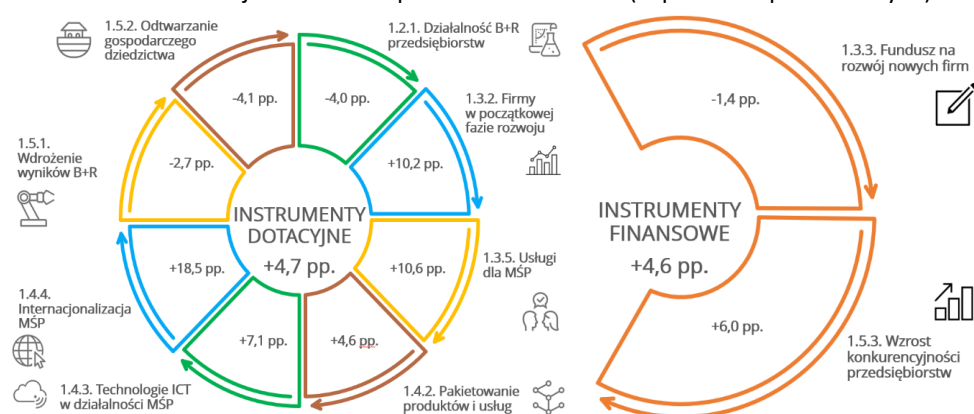 1.5.2. Odtwarzanie
gospodarczego
dziedzictwa
1.2.1. Działalność B+R
przedsiębiorstw
1.3.2. Firmy
w początkowej
fazie rozwoju
1.3.5. Usługi
dla MŚP
1.4.2. Pakietowanie
produktów i usług
1.4.3. Technologie ICT
w działalności MŚP
1.4.4.
Internacjonalizacja
MŚP
1.5.1.
Wdrożenie
wyników B+R
-4,1 pp.
-4,0 pp.
+10,2 pp.
+10,6 pp.
+4,6 pp.
+7,1 pp.
+18,5 pp.
-2,7 pp.
INSTRUMENTY
DOTACYJNE
+4,7 pp.
1.3.3. Fundusz na
rozwój nowych firm
-1,4 pp.
INSTRUMENTY
FINANSOWE
+4,6 pp.
+6,0 pp.
1.5.3. Wzrost
konkurencyjności
przedsiębiorstw